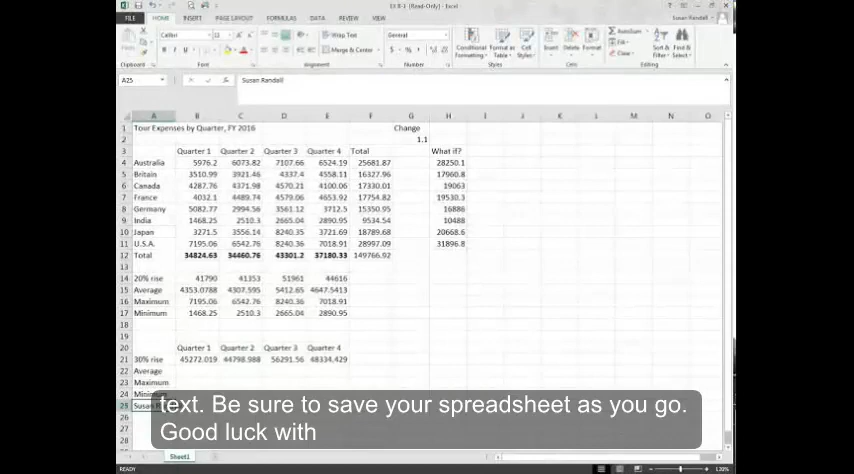 EX B-1 [Read-Only] - Excel
FILE HOME INSERT PAGE LAYOUT FORMULAS DATA REVIEW VIEW Susan Randall
Calibri 12 Wrap Text General AutoSum
Paste Merge & Center Conditional Formatting Format as Table Cell Styles Insert Delete Format Fill Clear Sort & Filter Find & Select
Clipboard Font Alignment Number Styles Cells Editing
A25 Susan Randall
A B C D E F G H I J K L M N O
1 Tour Expenses by Quarter, FY 2016 Change
2 1.1
3 Quarter 1 Quarter 2 Quarter 3 Quarter 4 Total What if?
4 Australia 5976.2 6073.82 7107.66 6524.19 25681.87 28250.1
5 Britain 3510.99 3921.46 4337.4 4558.11 16327.96 17960.8
6 Canada 4287.76 4371.98 4570.21 4100.06 17330.01 19063
7 France 4032.1 4489.74 4579.06 4653.92 17754.82 19530.3
8 Germany 5082.77 2994.56 3561.12 3712.5 15350.95 16886
9 India 1468.25 2510.3 2665.04 2890.95 9534.54 10488
10 Japan 3271.5 3556.14 8240.35 3721.69 18789.68 20668.6
11 U.S.A. 7195.06 6542.76 8240.36 7018.91 28997.09 31896.8
12 Total 34824.63 34460.76 43301.2 37180.33 149766.92
13
14 20% rise 41790 41353 51961 44616
15 Average 4353.0788 4307.595 5412.65 4647.5413
16 Maximum 7195.06 6542.76 8240.36 7018.91
17 Minimum 1468.25 2510.3 2665.04 2890.95
18
19
20 Quarter 1 Quarter 2 Quarter 3 Quarter 4
21 30% rise 45272.019 44798.988 56291.56 48334.429
22 Average
23 Maximum
24 Minimum
25 Susan
26
27
28
text. Be sure to save your spreadsheet as you go.
Good luck with
Sheet1
READY 120%